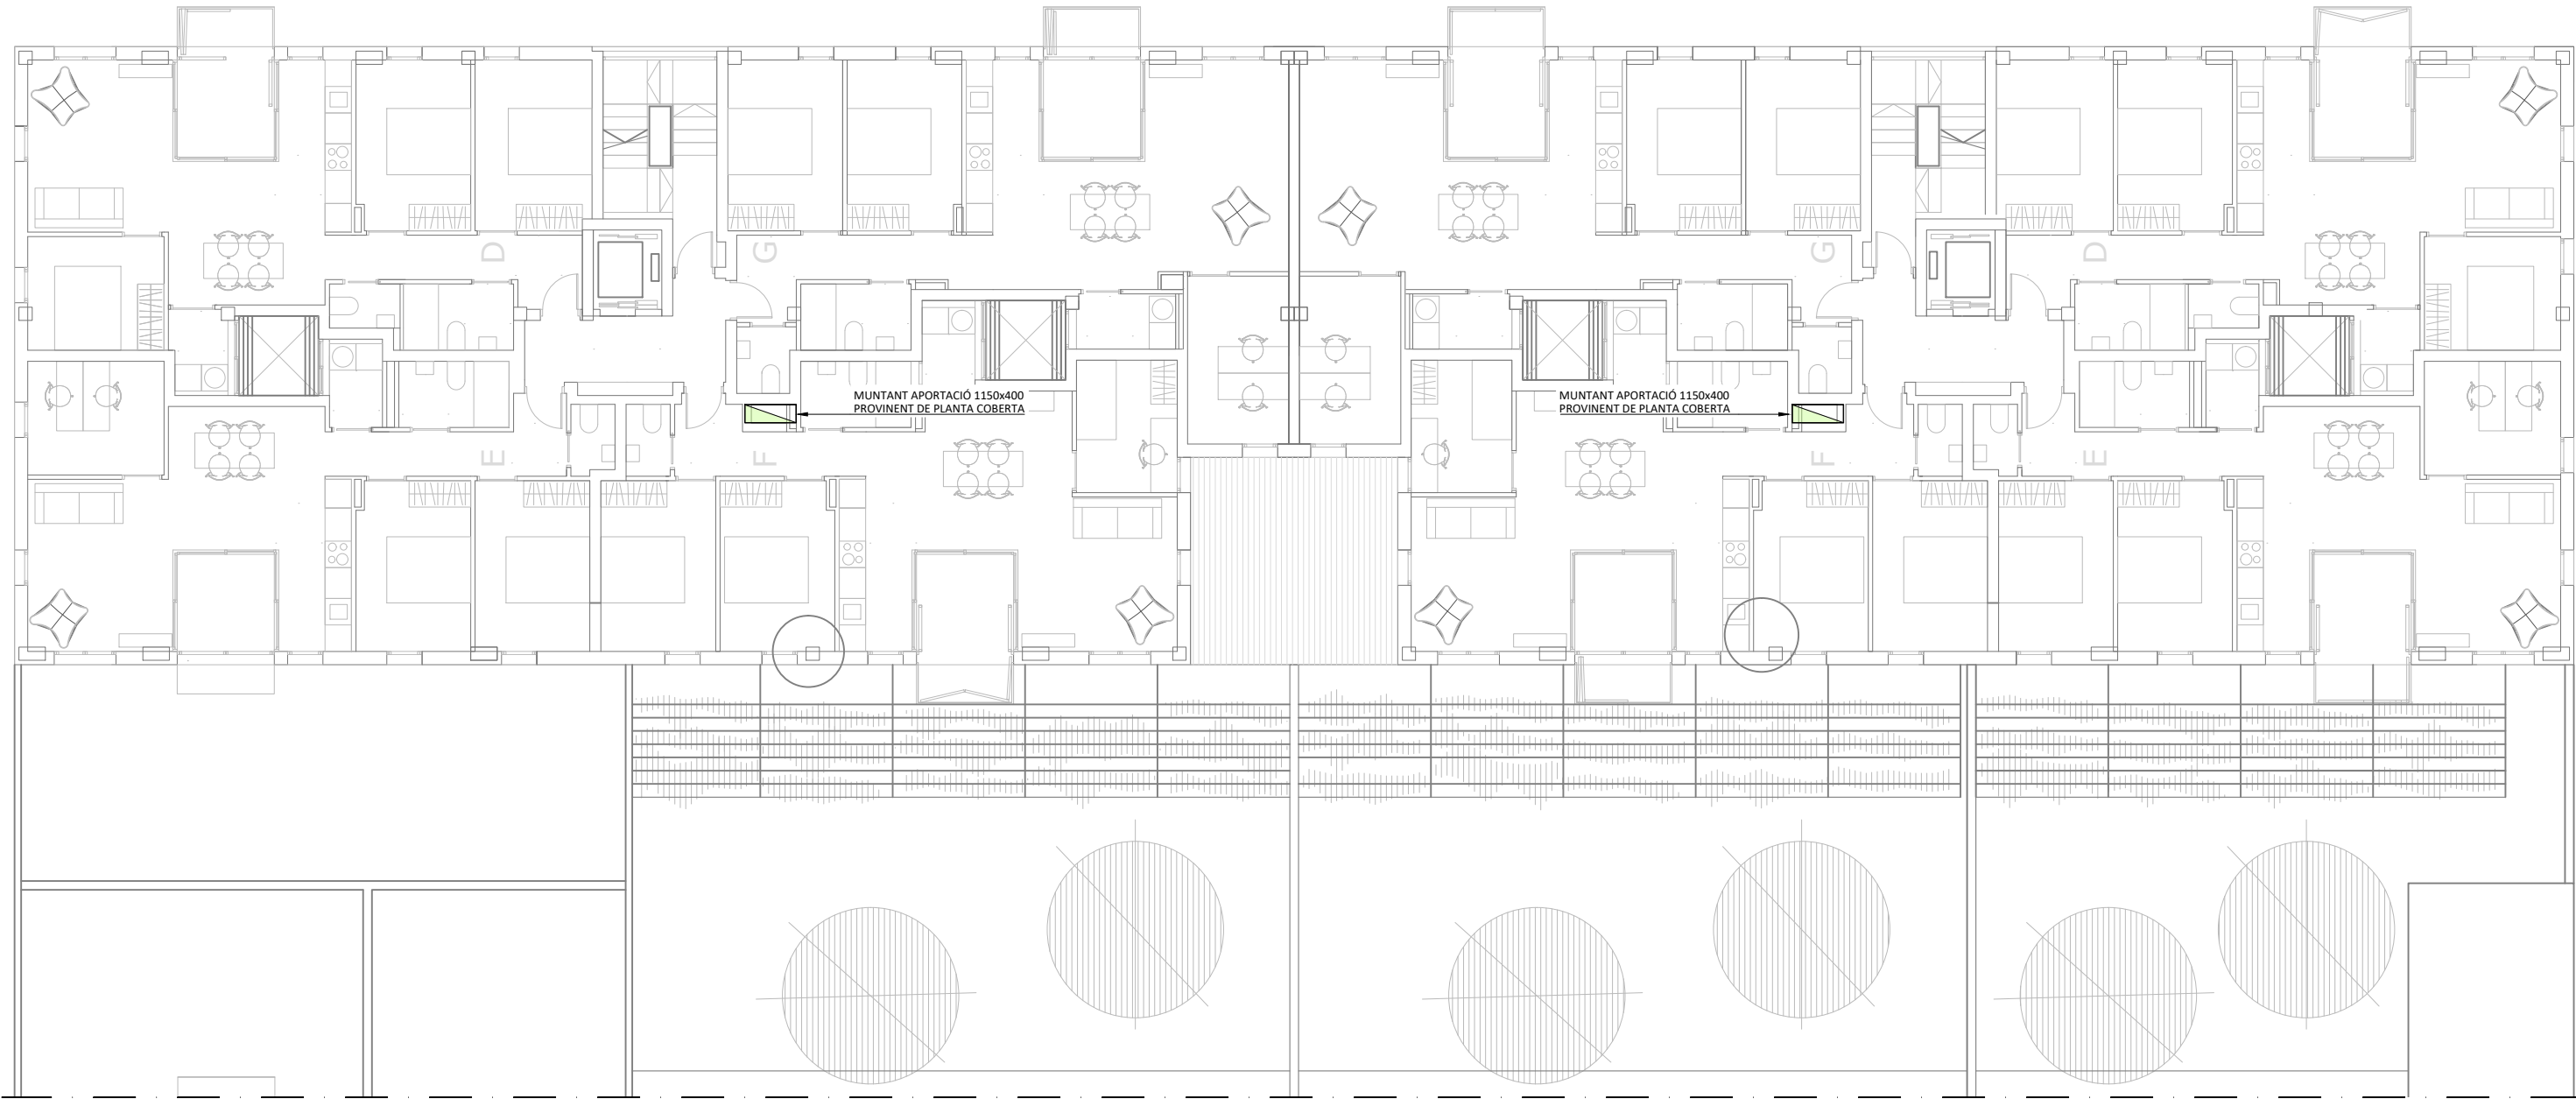 D
G
G
D
MUNTANT APORTACIÓ 1150x400
PROVINENT DE PLANTA COBERTA
MUNTANT APORTACIÓ 1150x400
PROVINENT DE PLANTA COBERTA
E
F
F
E